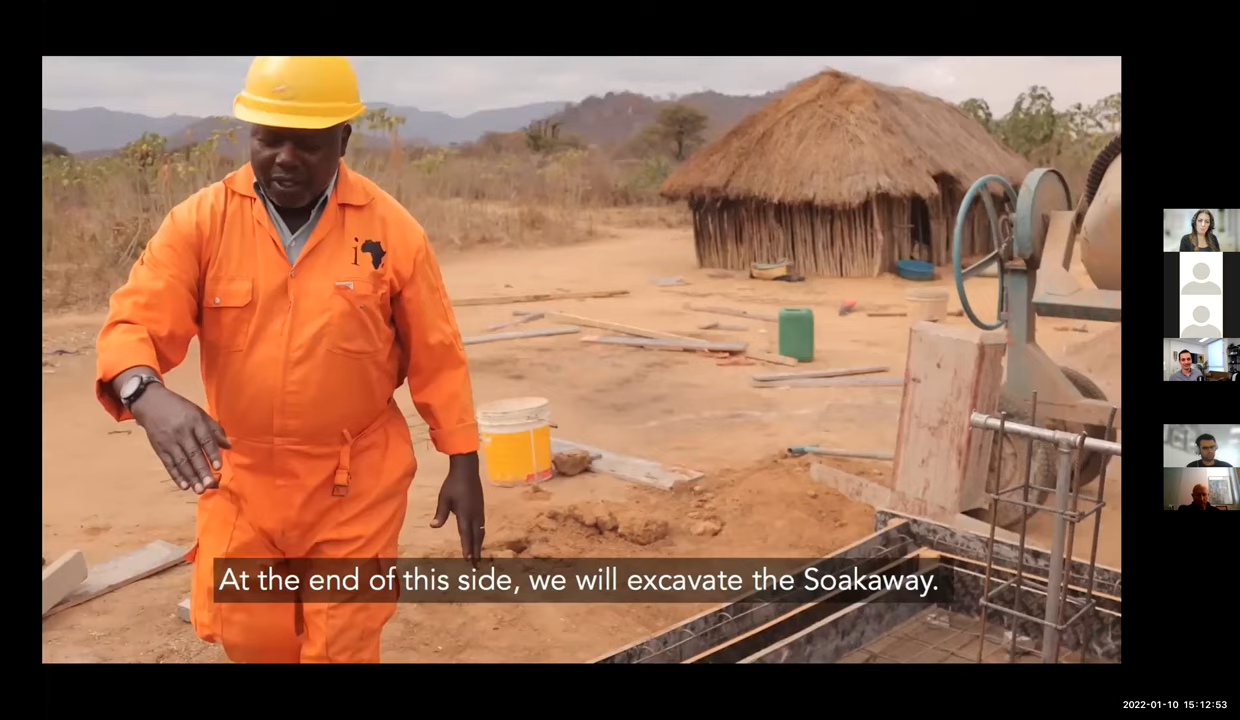 i
At the end of this side, we will excavate the Soakaway.
2022-01-10 15:12:53